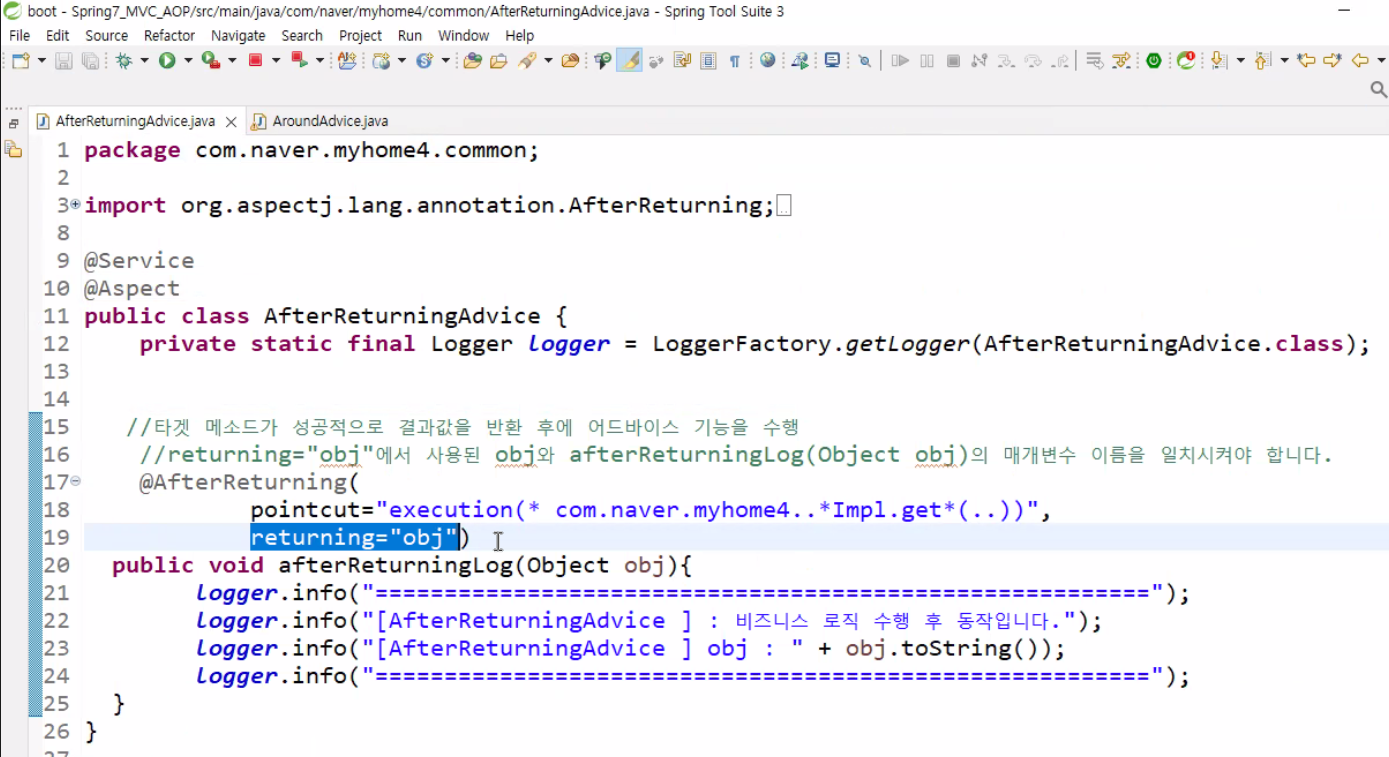 boot - Spring7_MVC_AOP/src/main/java/com/naver/myhome4/common/AfterReturningAdvice.java - Spring Tool Suite 3
File Edit Source Refactor Navigate Search Project Run Window Help
AfterReturningAdvice.java AroundAdvice.java
1 package com.naver.myhome4.common;
2
3 import org.aspectj.lang.annotation.AfterReturning;
8
9 @Service
10 @Aspect
11 public class AfterReturningAdvice {
12 private static final Logger logger = LoggerFactory.getLogger(AfterReturningAdvice.class);
13
14
15 //타겟 메소드가 성공적으로 결과값을 반환 후에 어드바이스 기능을 수행
16 //returning="obj"에서 사용된 obj와 afterReturningLog(Object obj)의 매개변수 이름을 일치시켜야 합니다.
17 @AfterReturning(
18 pointcut="execution(* com.naver.myhome4..*Impl.get*(..))",
19 returning="obj")
20 public void afterReturningLog(Object obj){
21 logger.info("========================================================");
22 logger.info("[AfterReturningAdvice ] : 비즈니스 로직 수행 후 동작입니다.");
23 logger.info("[AfterReturningAdvice ] obj : " + obj.toString());
24 logger.info("========================================================");
25 }
26 }
27